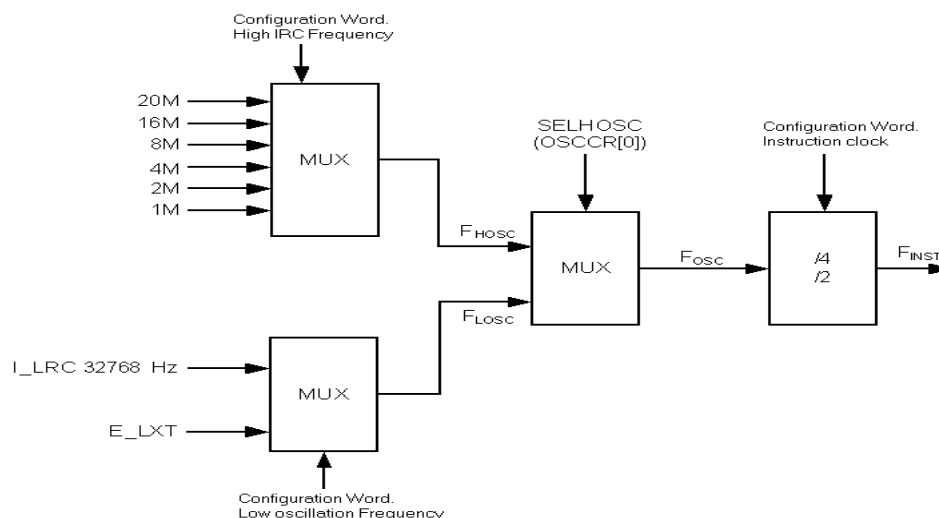 Configuration Word.
High IRC Frequency
20M
16M
8M
4M
2M
1M
MUX
FHOSC
SELHOSC
(OSCCR[0])
MUX
FOSC
Configuration Word.
Instruction clock
/4
/2
FINST
FLOSC
I_LRC 32768 Hz
E_LXT
MUX
Configuration Word.
Low oscillation Frequency